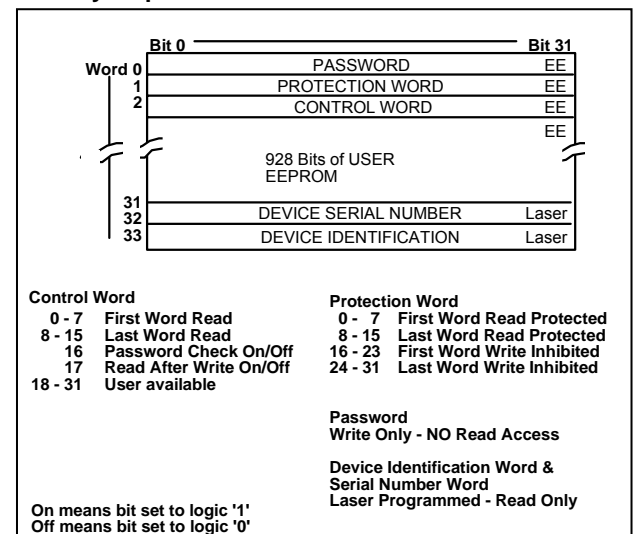 Bit 0 Bit 31
Word 0 PASSWORD EE
1 PROTECTION WORD EE
2 CONTROL WORD EE
EE
928 Bits of USER
EEPROM
31
32 DEVICE SERIAL NUMBER Laser
33 DEVICE IDENTIFICATION Laser
Control Word
0 - 7 First Word Read
8 - 15 Last Word Read
16 Password Check On/Off
17 Read After Write On/Off
18 - 31 User available
On means bit set to logic '1'
Off means bit set to logic '0'
Protection Word
0 - 7 First Word Read Protected
8 - 15 Last Word Read Protected
16 - 23 First Word Write Inhibited
24 - 31 Last Word Write Inhibited
Password
Write Only - NO Read Access
Device Identification Word &
Serial Number Word
Laser Programmed - Read Only